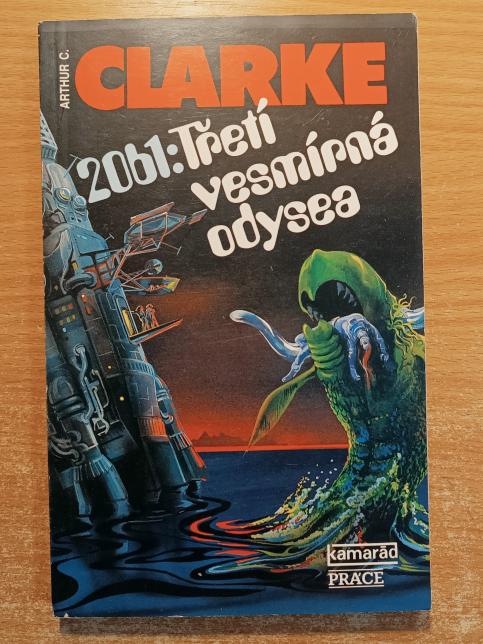 ARTHUR C.
CLARKE
2061: Třetí
vesmírná
odysea
kamarád
PRÁCE